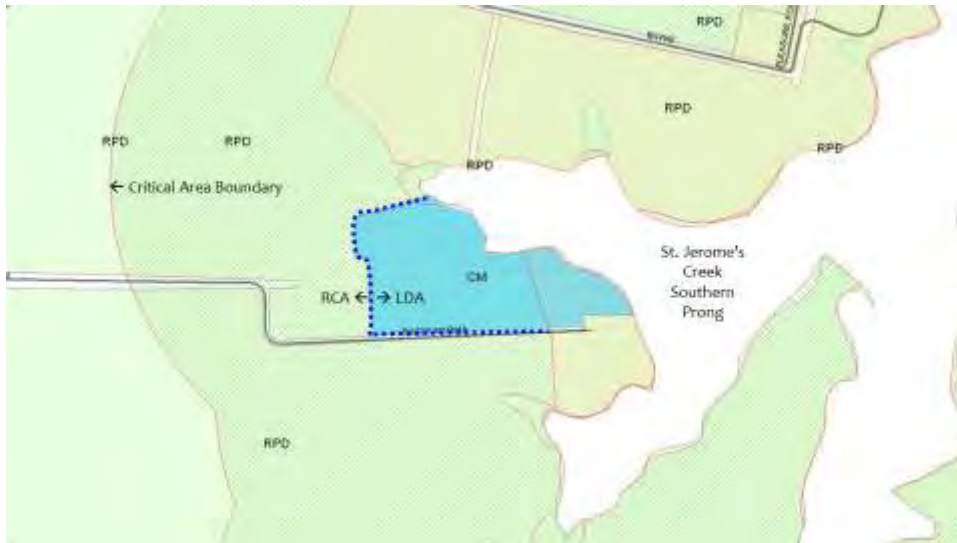 RPD
RPD
RPD
RPD
RPD
RPD
← Critical Area Boundary
St. Jerome's
Creek
Southern
Prong
CM
RCA ← → LDA
RPD